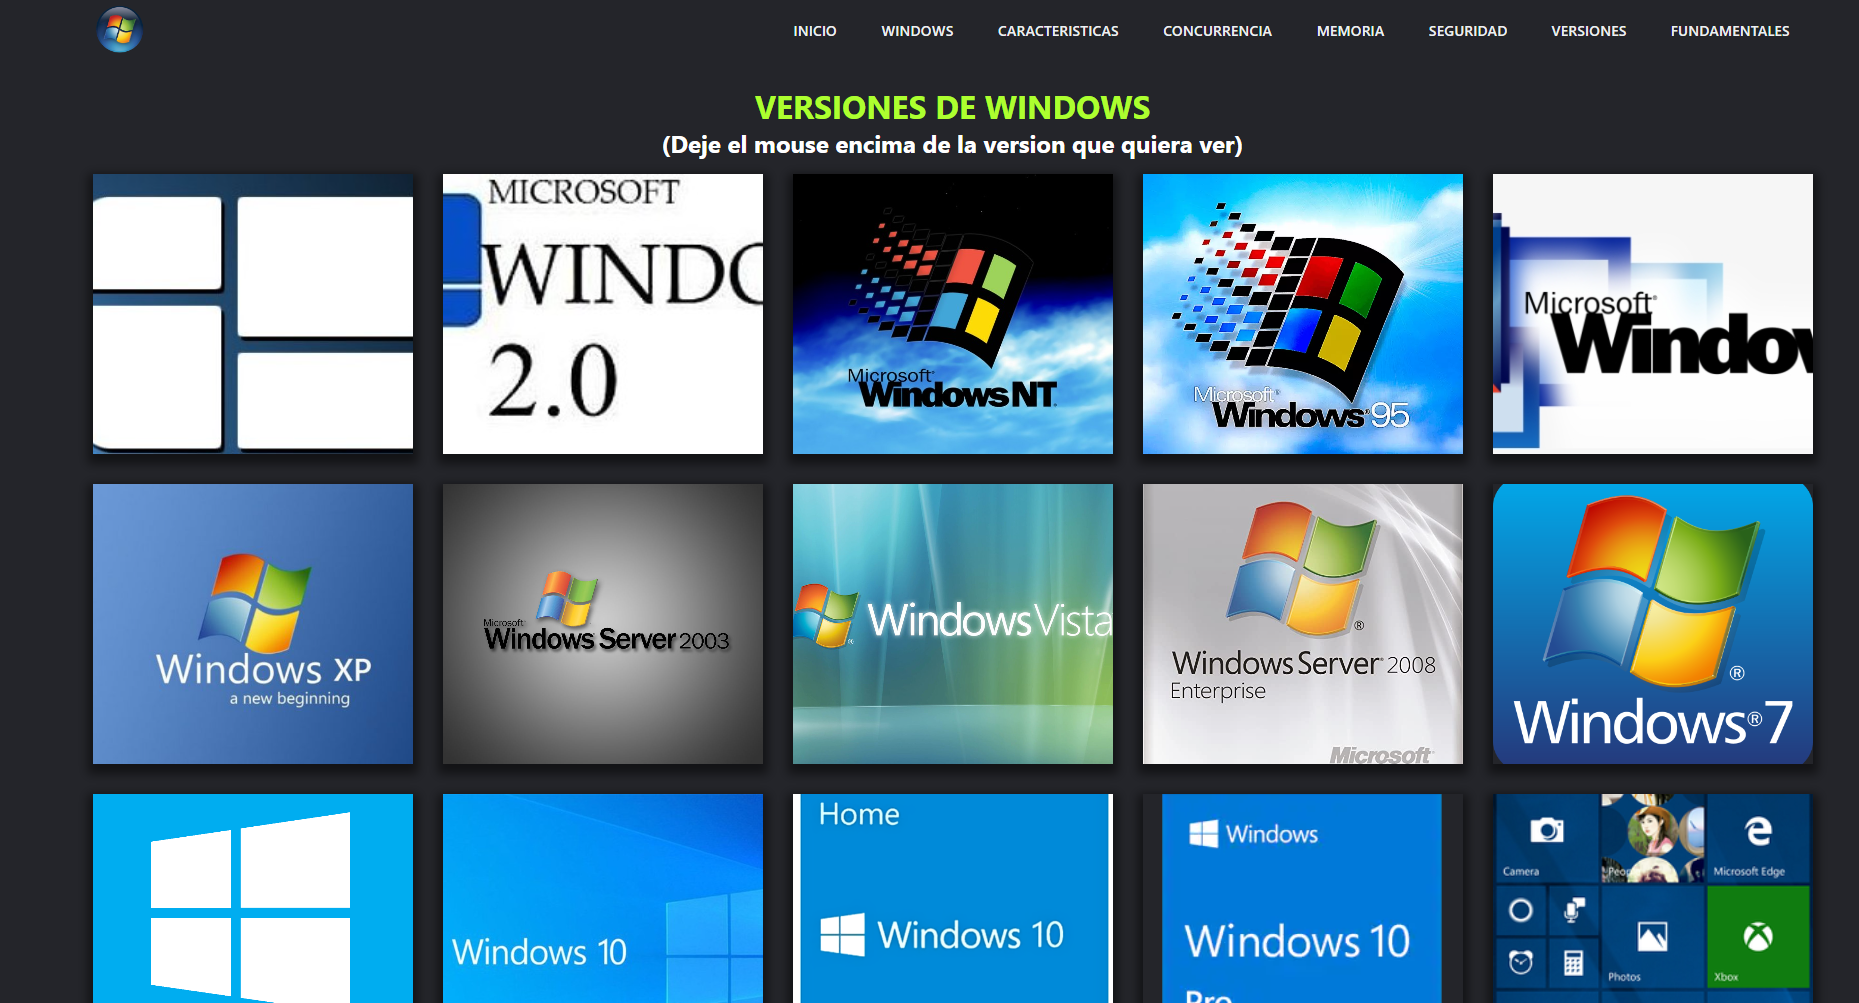 INICIO WINDOWS CARACTERISTICAS CONCURRENCIA MEMORIA SEGURIDAD VERSIONES FUNDAMENTALES
VERSIONES DE WINDOWS
(Deje el mouse encima de la version que quiera ver)
MICROSOFT
WINDO
2.0
Microsoft®
Windows NT
Microsoft®
Windows® 95
Microsoft®
Window
Windows XP
a new beginning
Microsoft®
Windows Server 2003
Windows Vista
®
Windows Server® 2008
Enterprise
Microsoft®
®
Windows® 7
Windows 10
Home
Windows 10
Windows
Windows 10
Pro
Camera
People
Microsoft Edge
Photos
Xbox